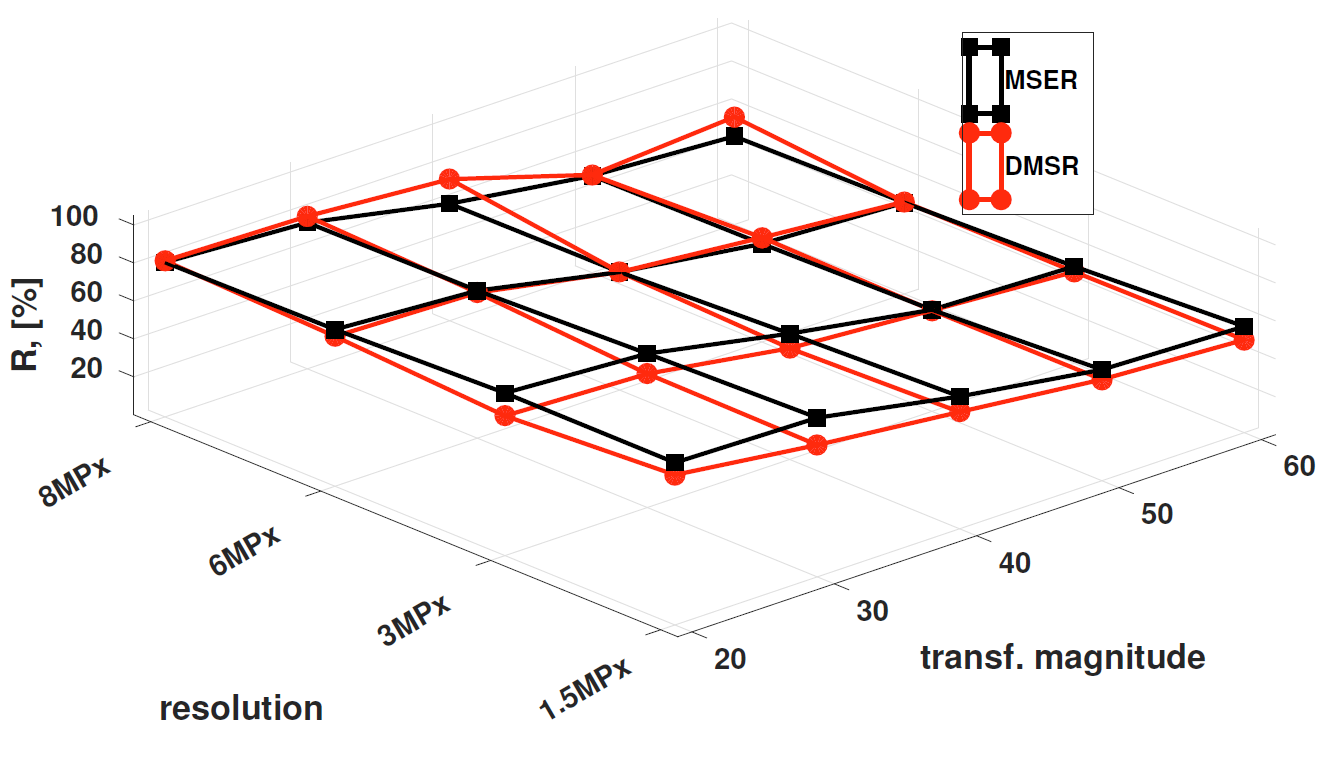 MSER
DMSR
100
80
60
40
20
R, [%]
8MPx
6MPx
3MPx
1.5MPx
resolution
20
30
40
50
60
transf. magnitude